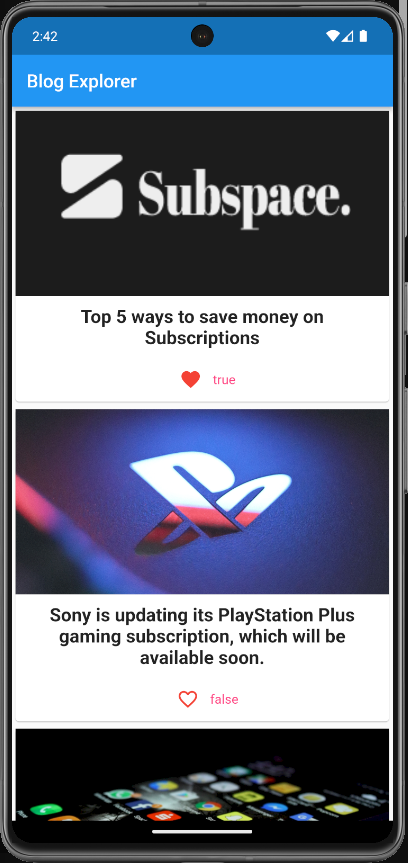 2:42
Blog Explorer
Subspace.
Top 5 ways to save money on
Subscriptions
true
Sony is updating its PlayStation Plus
gaming subscription, which will be
available soon.
false